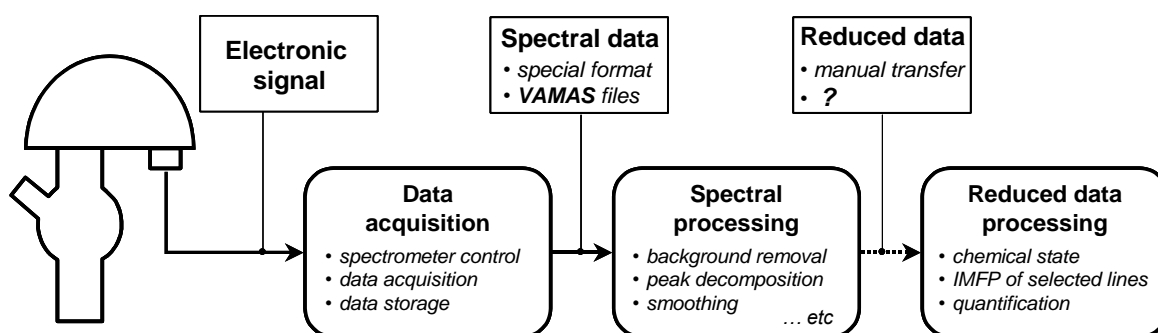 Electronic
signal
Spectral data
• special format
• VAMAS files
Reduced data
• manual transfer
• ?
Data
acquisition
• spectrometer control
• data acquisition
• data storage
Spectral
processing
• background removal
• peak decomposition
• smoothing
... etc
Reduced data
processing
• chemical state
• IMFP of selected lines
• quantification